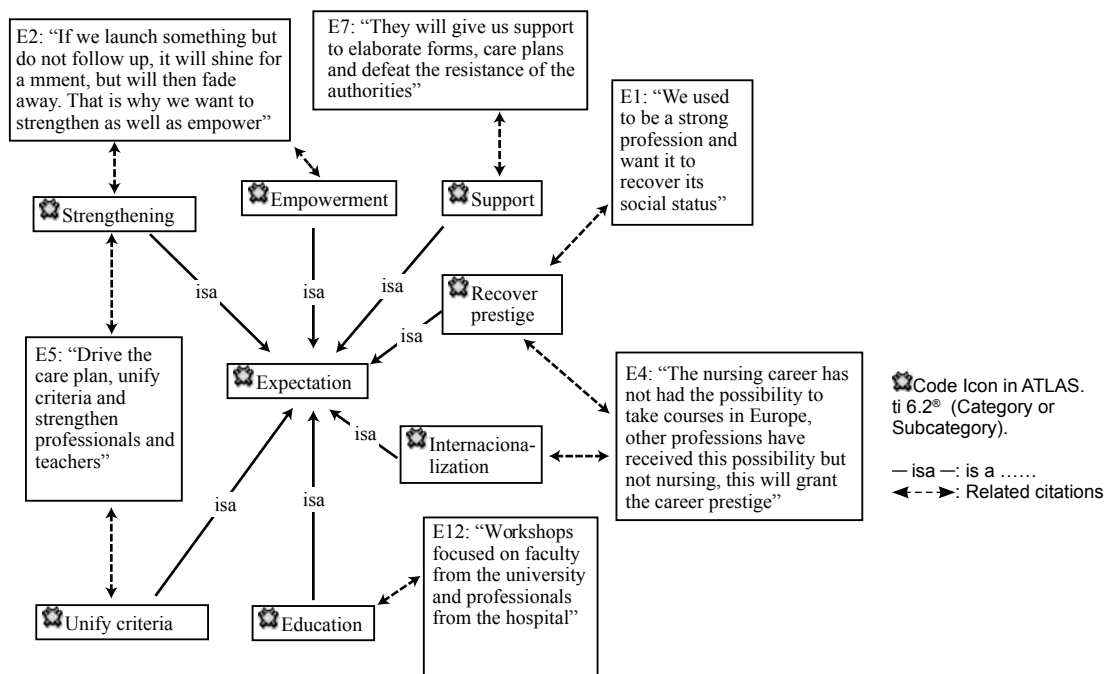 E2: “If we launch something but
do not follow up, it will shine for
a mment, but will then fade
away. That is why we want to
strengthen as well as empower”
E7: “They will give us support
to elaborate forms, care plans
and defeat the resistance of the
authorities”
E1: “We used
to be a strong
profession and
want it to
recover its
social status”
Strengthening
Empowerment
Support
isa
isa
isa
Recover
prestige
isa
E5: “Drive the
care plan, unify
criteria and
strengthen
professionals and
teachers”
Expectation
E4: “The nursing career has
not had the possibility to
take courses in Europe,
other professions have
received this possibility but
not nursing, this will grant
the career prestige”
isa
Internaciona-
lization
isa
isa
E12: “Workshops
focused on faculty
from the university
and professionals
from the hospital”
Unify criteria
Education
Code Icon in ATLAS.
ti 6.2® (Category or
Subcategory).
— isa —: is a ......
: Related citations